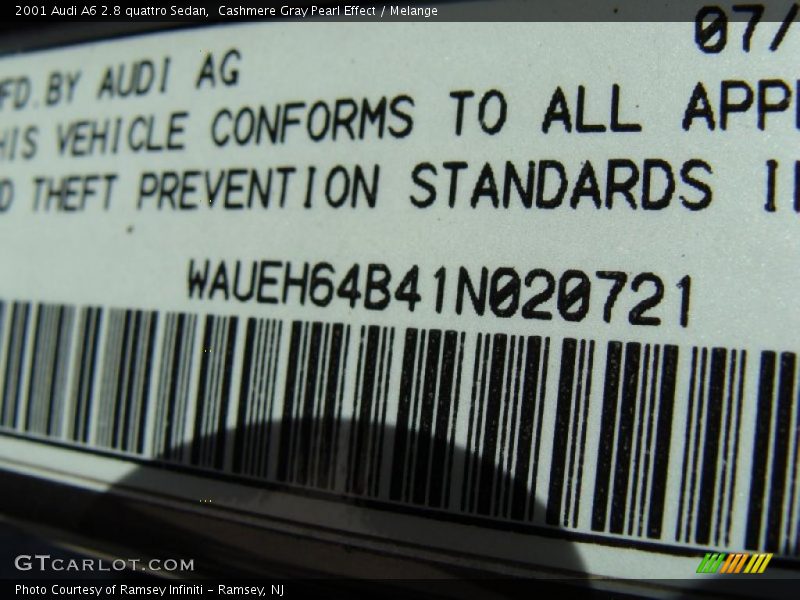 2001 Audi A6 2.8 quattro Sedan, Cashmere Gray Pearl Effect / Melange
07/
FD.BY AUDI AG
HIS VEHICLE CONFORMS TO ALL APPL
D THEFT PREVENTION STANDARDS I
WAUEH64B41N020721
GTCARLOT.COM
Photo Courtesy of Ramsey Infiniti - Ramsey, NJ